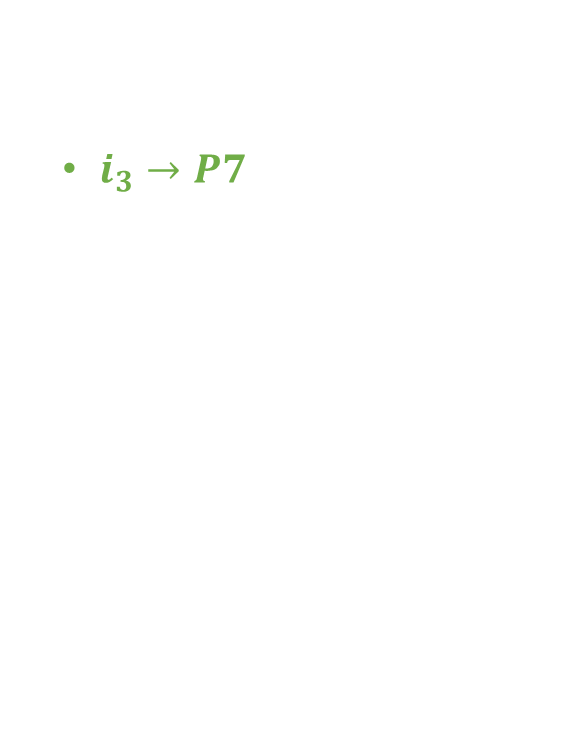 • i₃ → P7